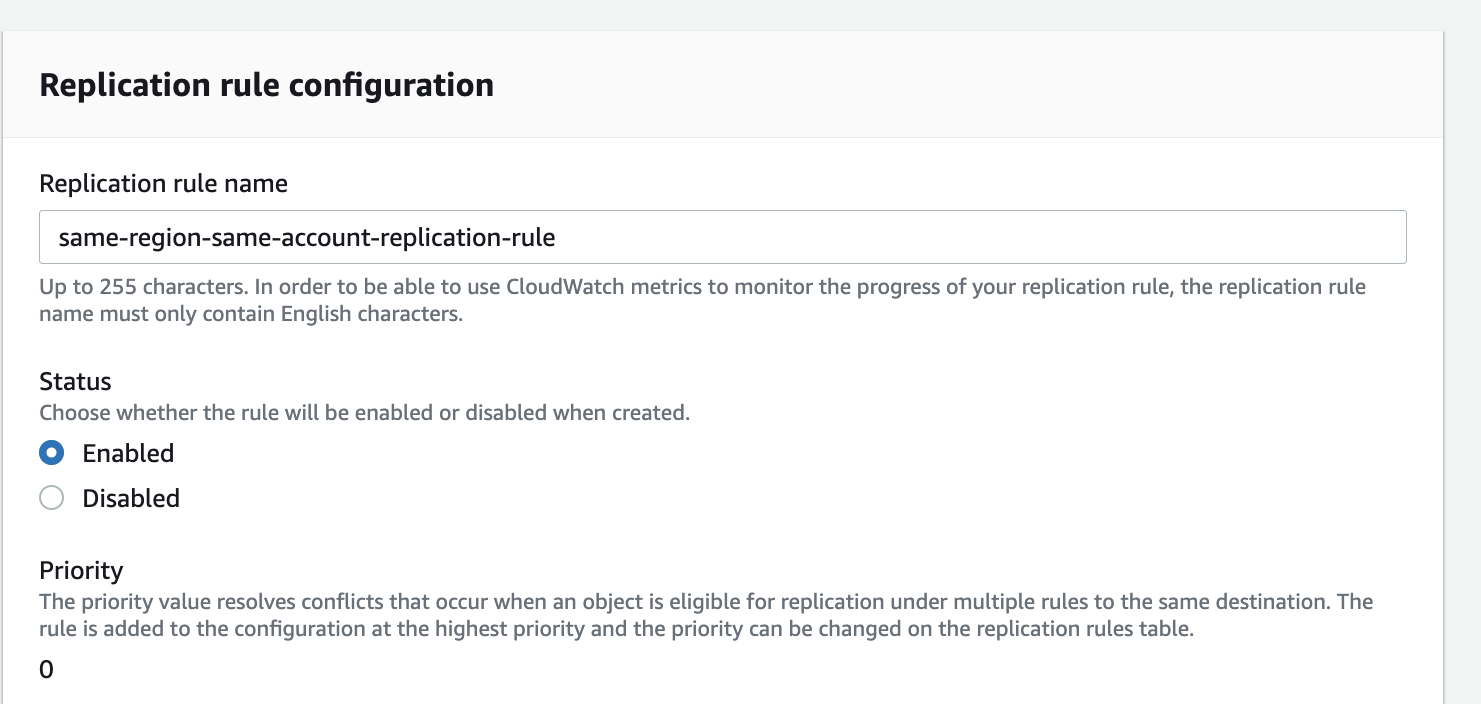 Replication rule configuration
Replication rule name
same-region-same-account-replication-rule
Up to 255 characters. In order to be able to use CloudWatch metrics to monitor the progress of your replication rule, the replication rule
name must only contain English characters.
Status
Choose whether the rule will be enabled or disabled when created.
Enabled
Disabled
Priority
The priority value resolves conflicts that occur when an object is eligible for replication under multiple rules to the same destination. The
rule is added to the configuration at the highest priority and the priority can be changed on the replication rules table.
0